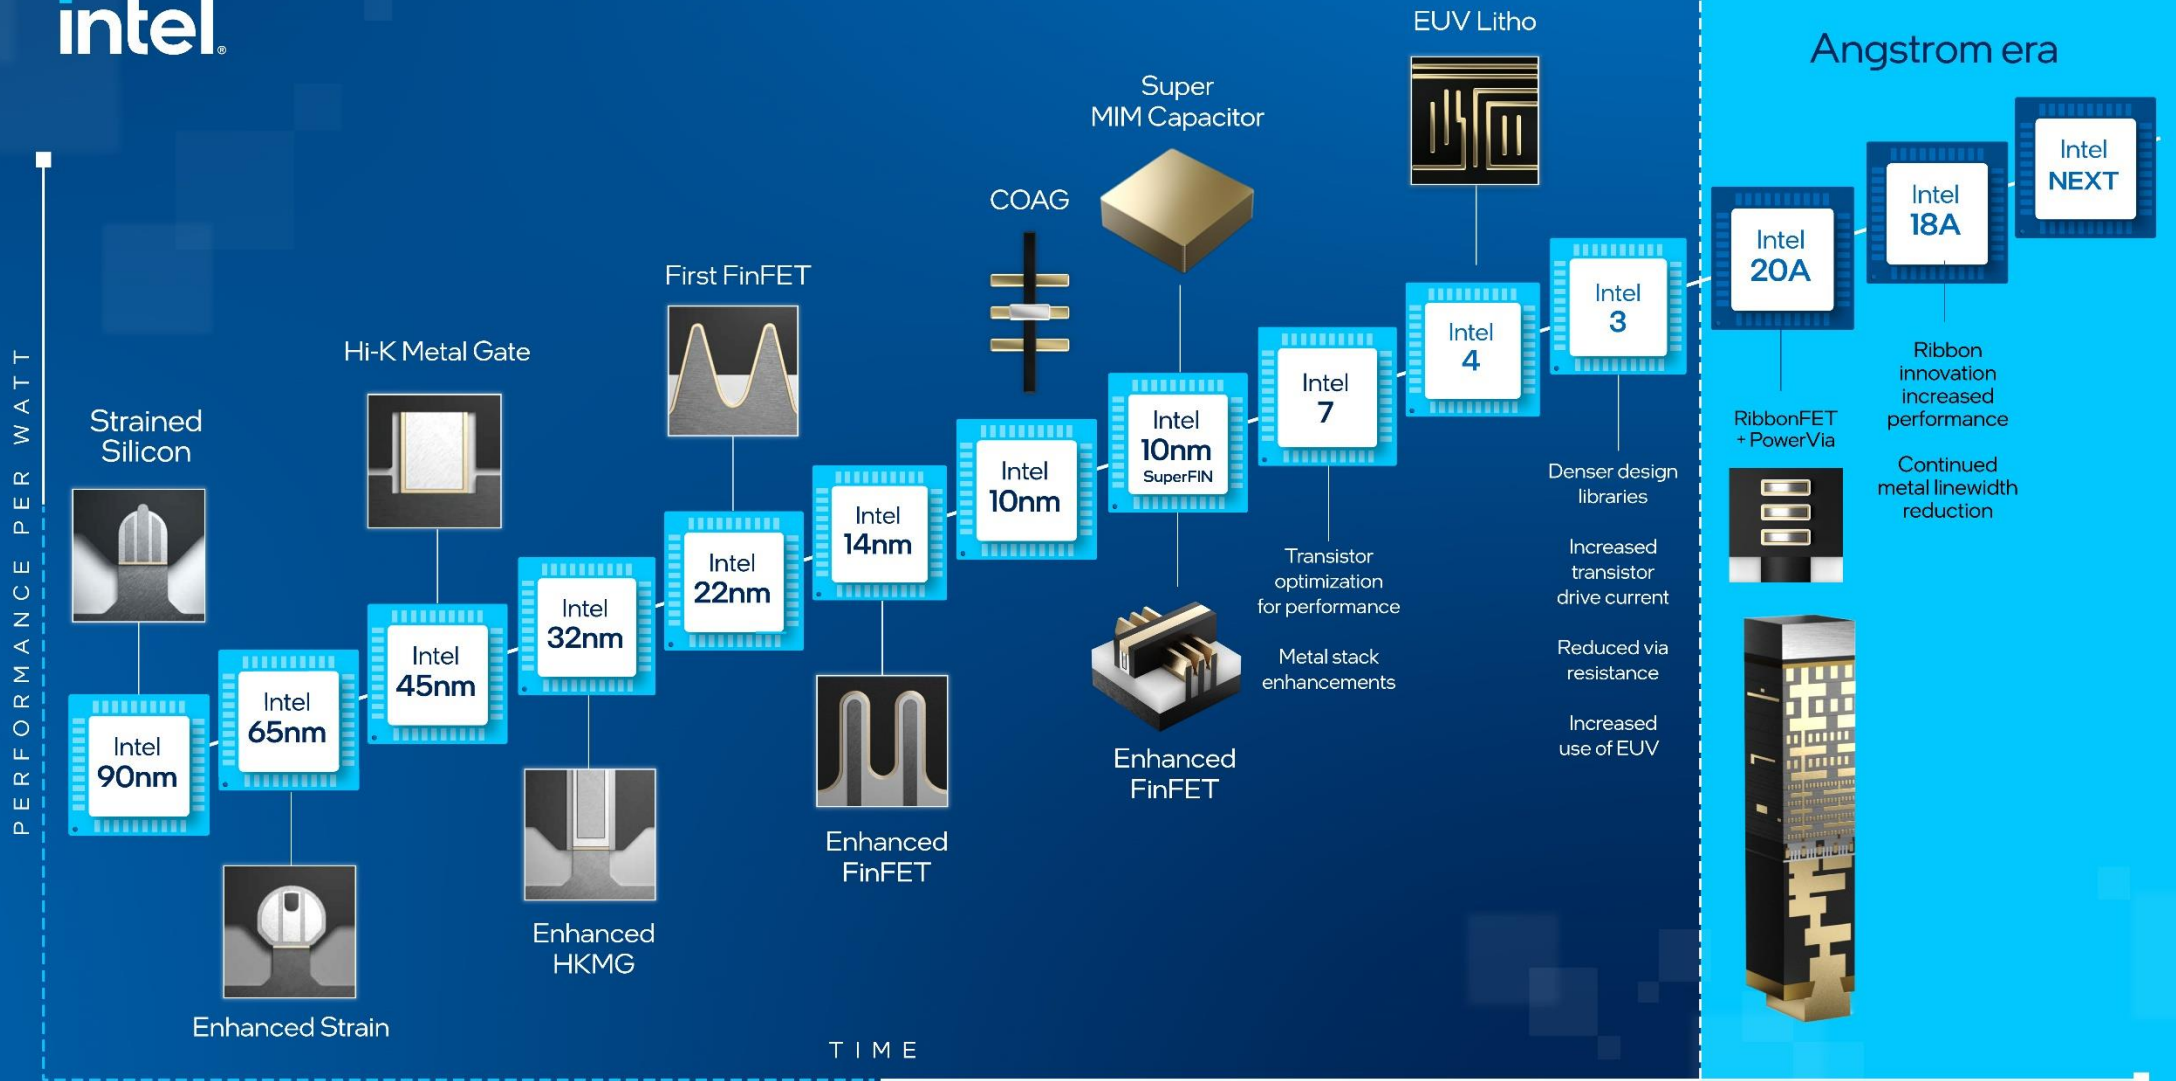 intel®
PERFORMANCE PER WATT
Strained
Silicon
Intel
90nm
Intel
65nm
Enhanced Strain
Hi-K Metal Gate
Intel
45nm
Intel
32nm
Enhanced
HKMG
First FinFET
Intel
22nm
Intel
14nm
Enhanced
FinFET
COAG
Intel
10nm
Super
MIM Capacitor
Intel
10nm
SuperFIN
Enhanced
FinFET
Intel
7
Transistor
optimization
for performance
Metal stack
enhancements
EUV Litho
Intel
4
Intel
3
Denser design
libraries
Increased
transistor
drive current
Reduced via
resistance
Increased
use of EUV
Angstrom era
Intel
20A
RibbonFET
+ PowerVia
Intel
18A
Ribbon
innovation
increased
performance
Continued
metal linewidth
reduction
Intel
NEXT
TIME